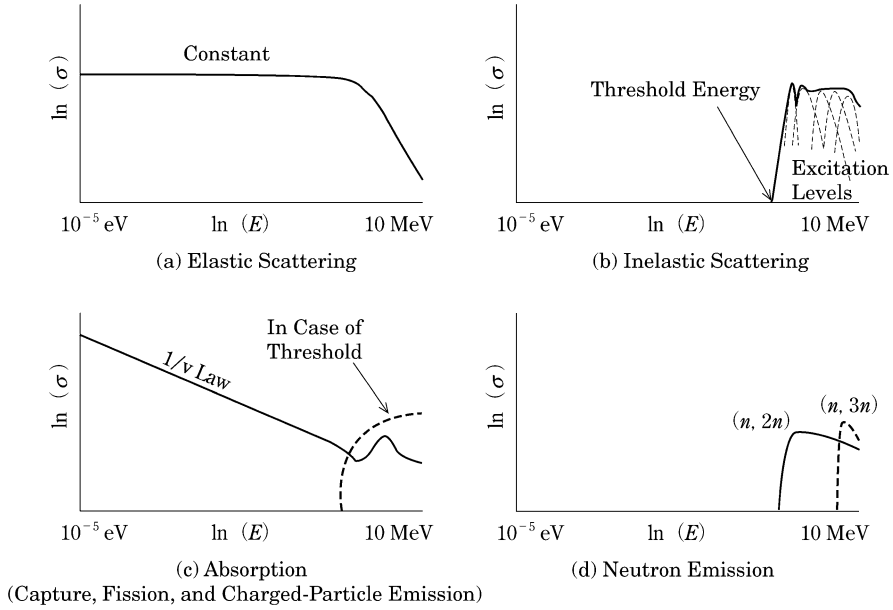 ln (σ)
Constant
10⁻⁵ eV ln (E) 10 MeV
(a) Elastic Scattering
ln (σ)
Threshold Energy
Excitation
Levels
10⁻⁵ eV ln (E) 10 MeV
(b) Inelastic Scattering
ln (σ)
1/v Law
In Case of
Threshold
10⁻⁵ eV ln (E) 10 MeV
(c) Absorption
(Capture, Fission, and Charged-Particle Emission)
ln (σ)
(n, 2n)
(n, 3n)
10⁻⁵ eV ln (E) 10 MeV
(d) Neutron Emission